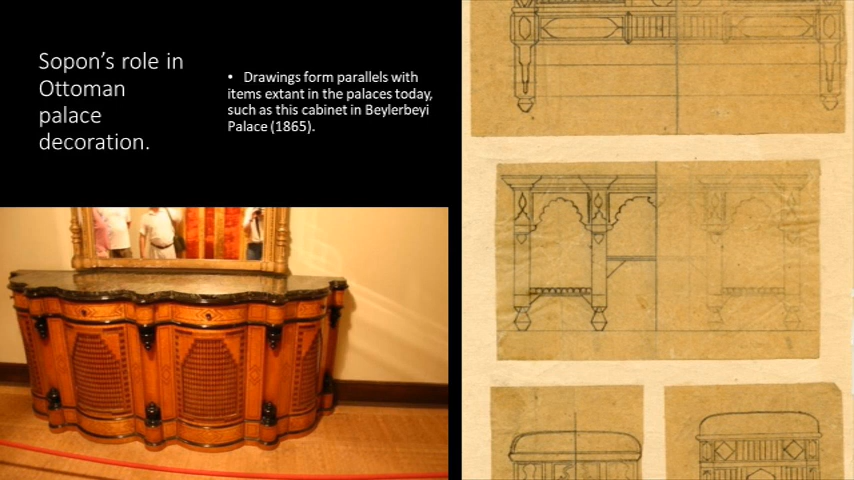 Sopon’s role in
Ottoman
palace
decoration.
• Drawings form parallels with
items extant in the palaces today,
such as this cabinet in Beylerbeyi
Palace (1865).